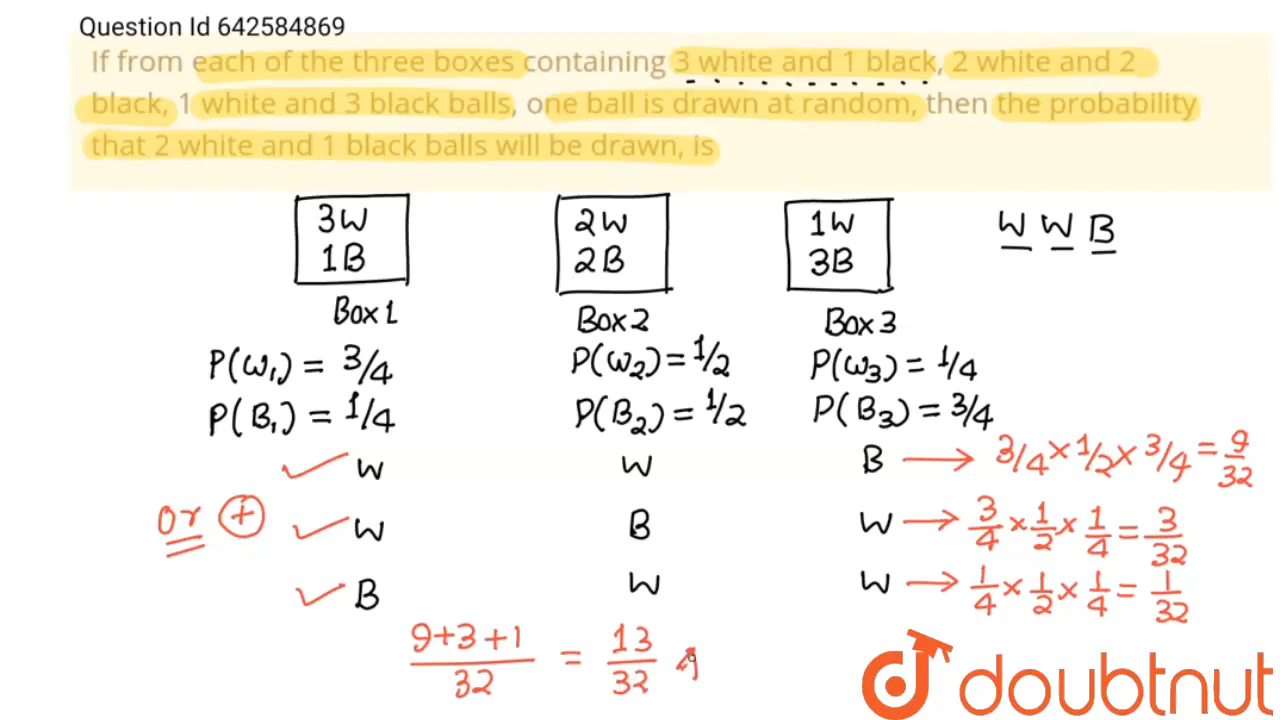 Question Id 642584869
If from each of the three boxes containing 3 white and 1 black, 2 white and 2
black, 1 white and 3 black balls, one ball is drawn at random, then the probability
that 2 white and 1 black balls will be drawn, is
3W 2W 1W W W B
1B 2B 3B
Box 1 Box 2 Box 3
P(W₁) = 3/4 P(W₂) = 1/2 P(W₃) = 1/4
P(B₁) = 1/4 P(B₂) = 1/2 P(B₃) = 3/4
✓ W W B → 3/4 × 1/2 × 3/4 = 9/32
or (+) ✓ W B W → 3/4 × 1/2 × 1/4 = 3/32
✓ B W W → 1/4 × 1/2 × 1/4 = 1/32
9+3+1/32 = 13/32
doubtnut